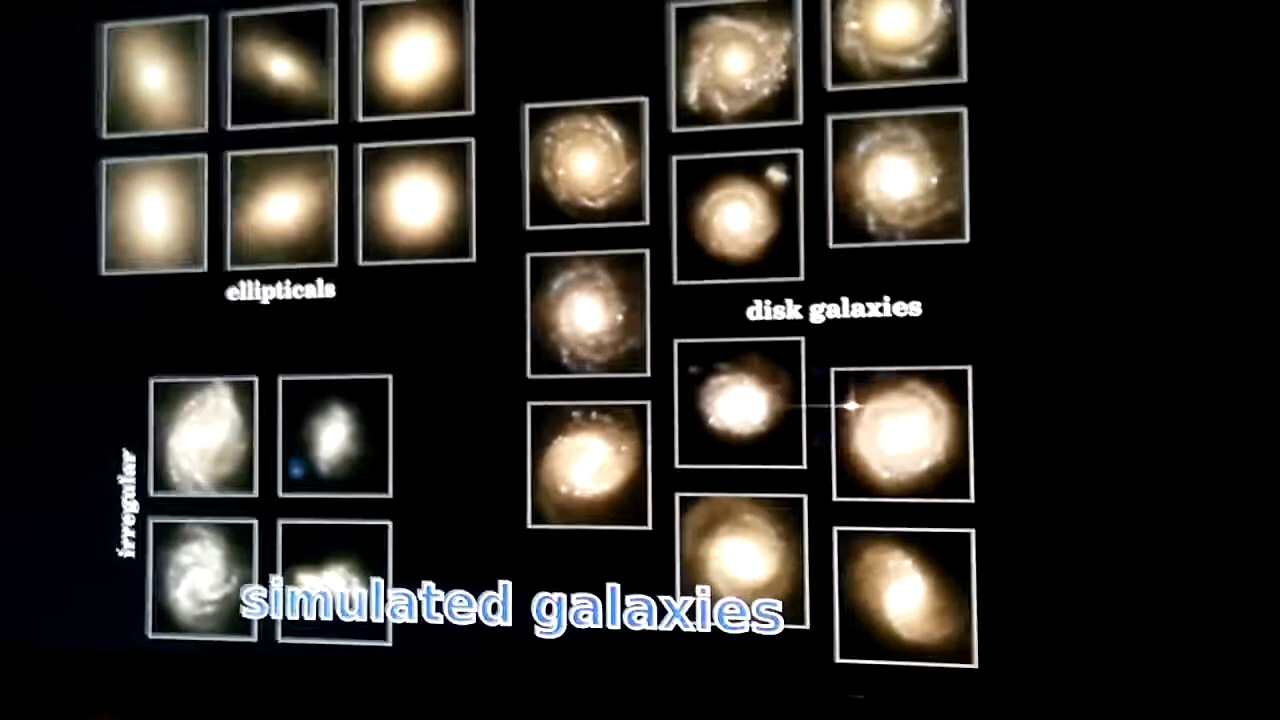 ellipticals
disk galaxies
irregular
simulated galaxies